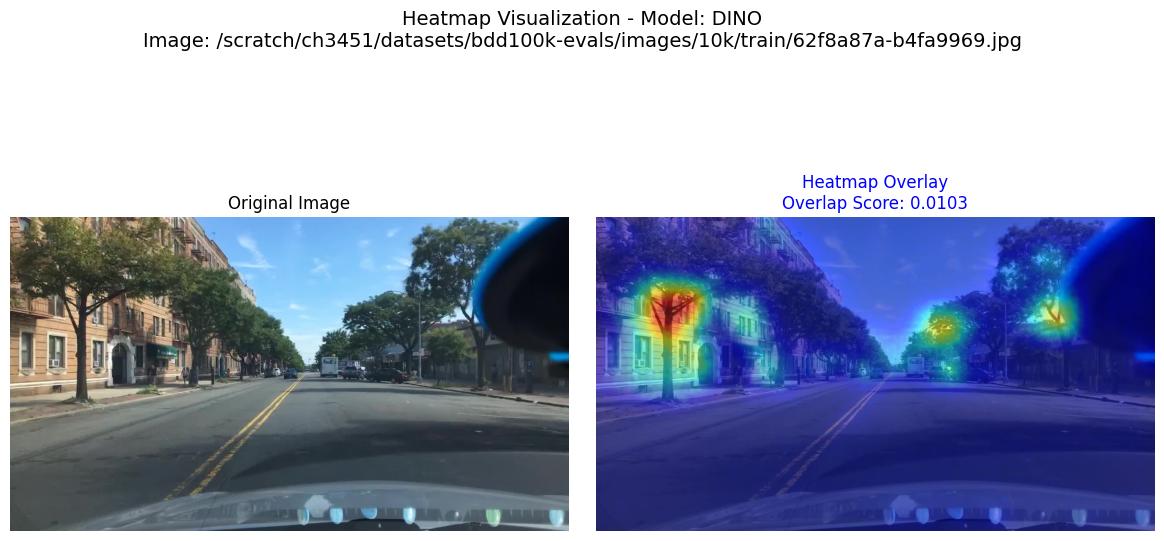 Heatmap Visualization - Model: DINO
Image: /scratch/ch3451/datasets/bdd100k-evals/images/10k/train/62f8a87a-b4fa9969.jpg
Original Image
Heatmap Overlay
Overlap Score: 0.0103